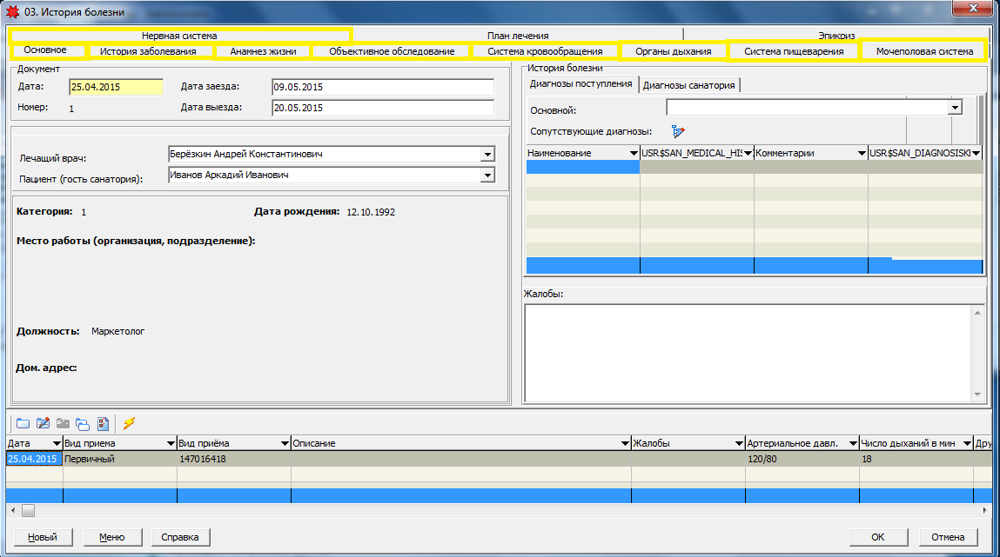 03. История болезни
Нервная система План лечения Эпикриз
Основное История заболевания Анамнез жизни Объективное обследование Система кровообращения Органы дыхания Система пищеварения Мочеполовая система
Документ
Дата: 25.04.2015 Дата заезда: 09.05.2015
Номер: 1 Дата выезда: 20.05.2015
Лечащий врач: Берёзкин Андрей Константинович
Пациент (гость санатория): Иванов Аркадий Иванович
Категория: 1 Дата рождения: 12.10.1992
Место работы (организация, подразделение):
Должность: Маркетолог
Дом. адрес:
История болезни
Диагнозы поступления Диагнозы санатория
Основной:
Сопутствующие диагнозы:
Наименование USR$SAN_MEDICAL_HIS Комментарии USR$SAN_DIAGNOSISKI
Жалобы:
Дата Вид приема Вид приёма Описание Жалобы Артериальное давл. Число дыханий в мин Дру
25.04.2015 Первичный 147016418 120/80 18
Новый Меню Справка OK Отмена